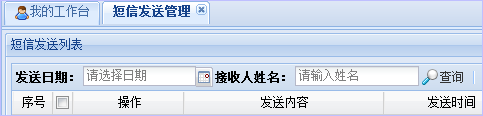 我的工作台 短信发送管理
短信发送列表
发送日期： 请选择日期 接收人姓名： 请输入姓名 查询
序号 操作 发送内容 发送时间